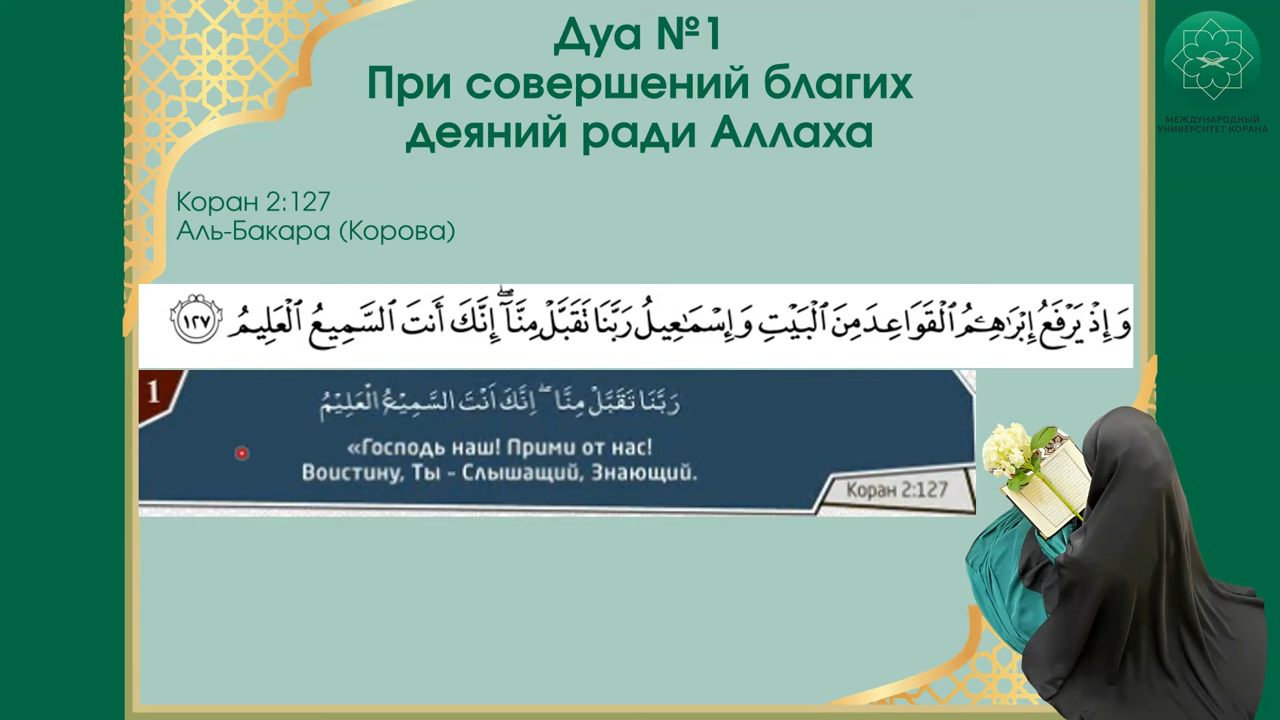 Дуа №1
При совершений благих
деяний ради Аллаха
МЕЖДУНАРОДНЫЙ
УНИВЕРСИТЕТ КОРАНА
Коран 2:127
Аль-Бакара (Корова)
وَإِذْ يَرْفَعُ إِبْرَٰهِـۧمُ ٱلْقَوَاعِدَ مِنَ ٱلْبَيْتِ وَإِسْمَـٰعِيلُ رَبَّنَا تَقَبَّلْ مِنَّآ ۖ إِنَّكَ أَنتَ ٱلسَّمِيعُ ٱلْعَلِيمُ ١٢٧
1
رَبَّنَا تَقَبَّلْ مِنَّا ۖ اِنَّكَ اَنْتَ السَّمِيْعُ الْعَلِيْمُ
«Господь наш! Прими от нас!
Воистину, Ты - Слышащий, Знающий.
Коран 2:127